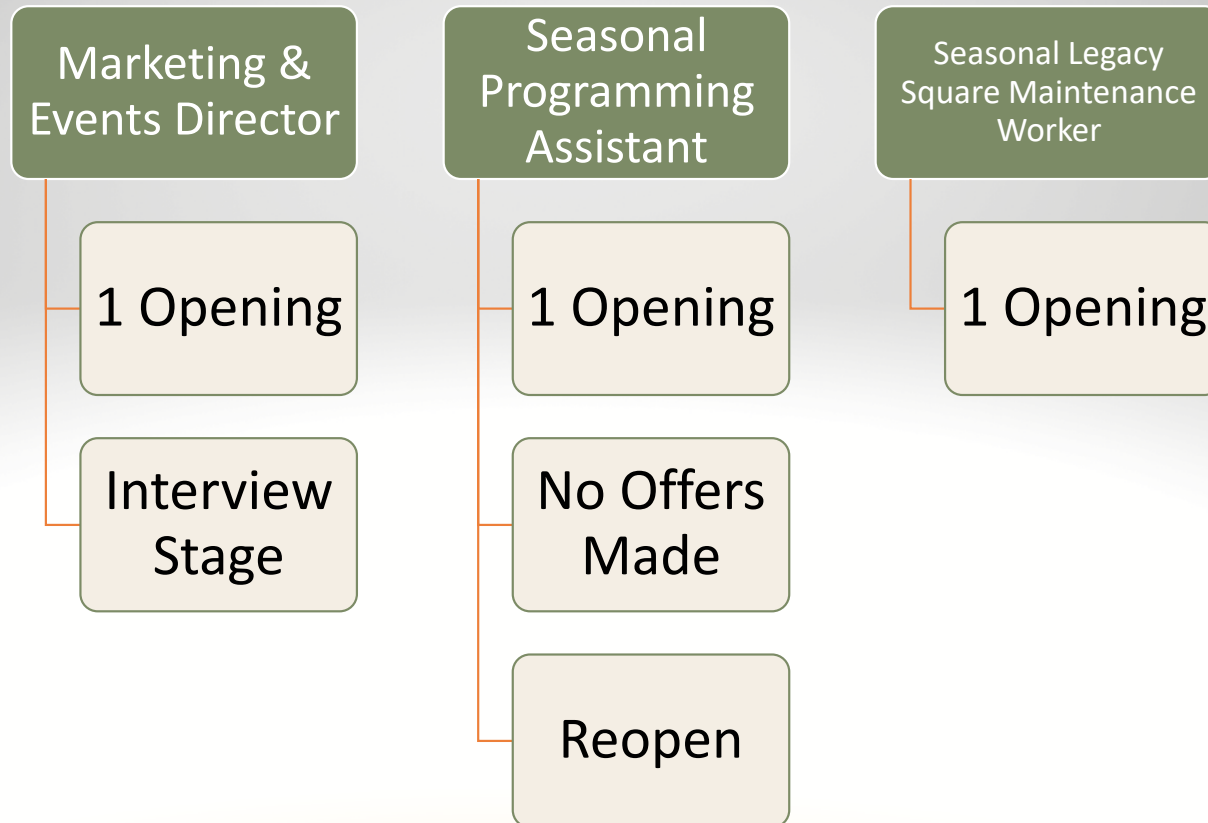 Marketing &
Events Director
1 Opening
Interview
Stage
Seasonal
Programming
Assistant
1 Opening
No Offers
Made
Reopen
Seasonal Legacy
Square Maintenance
Worker
1 Opening